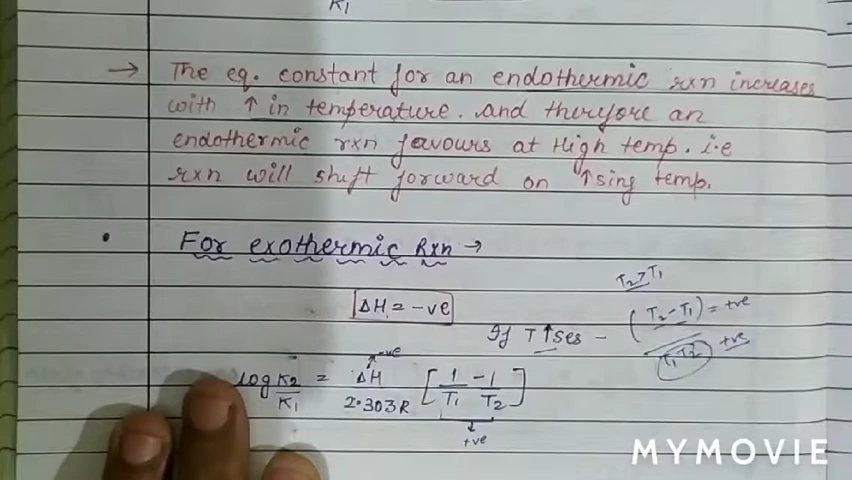 K1
→ The eq. constant for an endothermic rxn increases
with ↑ in temperature. And therefore an
endothermic rxn favours at High temp. i.e
rxn will shift forward on ↑sing temp.
• For exothermic Rxn →
T2>T1
ΔH = -ve
If T ↑ses -
(T2-T1) = +ve
T1T2 +ve
-ve
log K2/K1 = ΔH/2.303R [1/T1 - 1/T2]
+ve
MYMOVIE